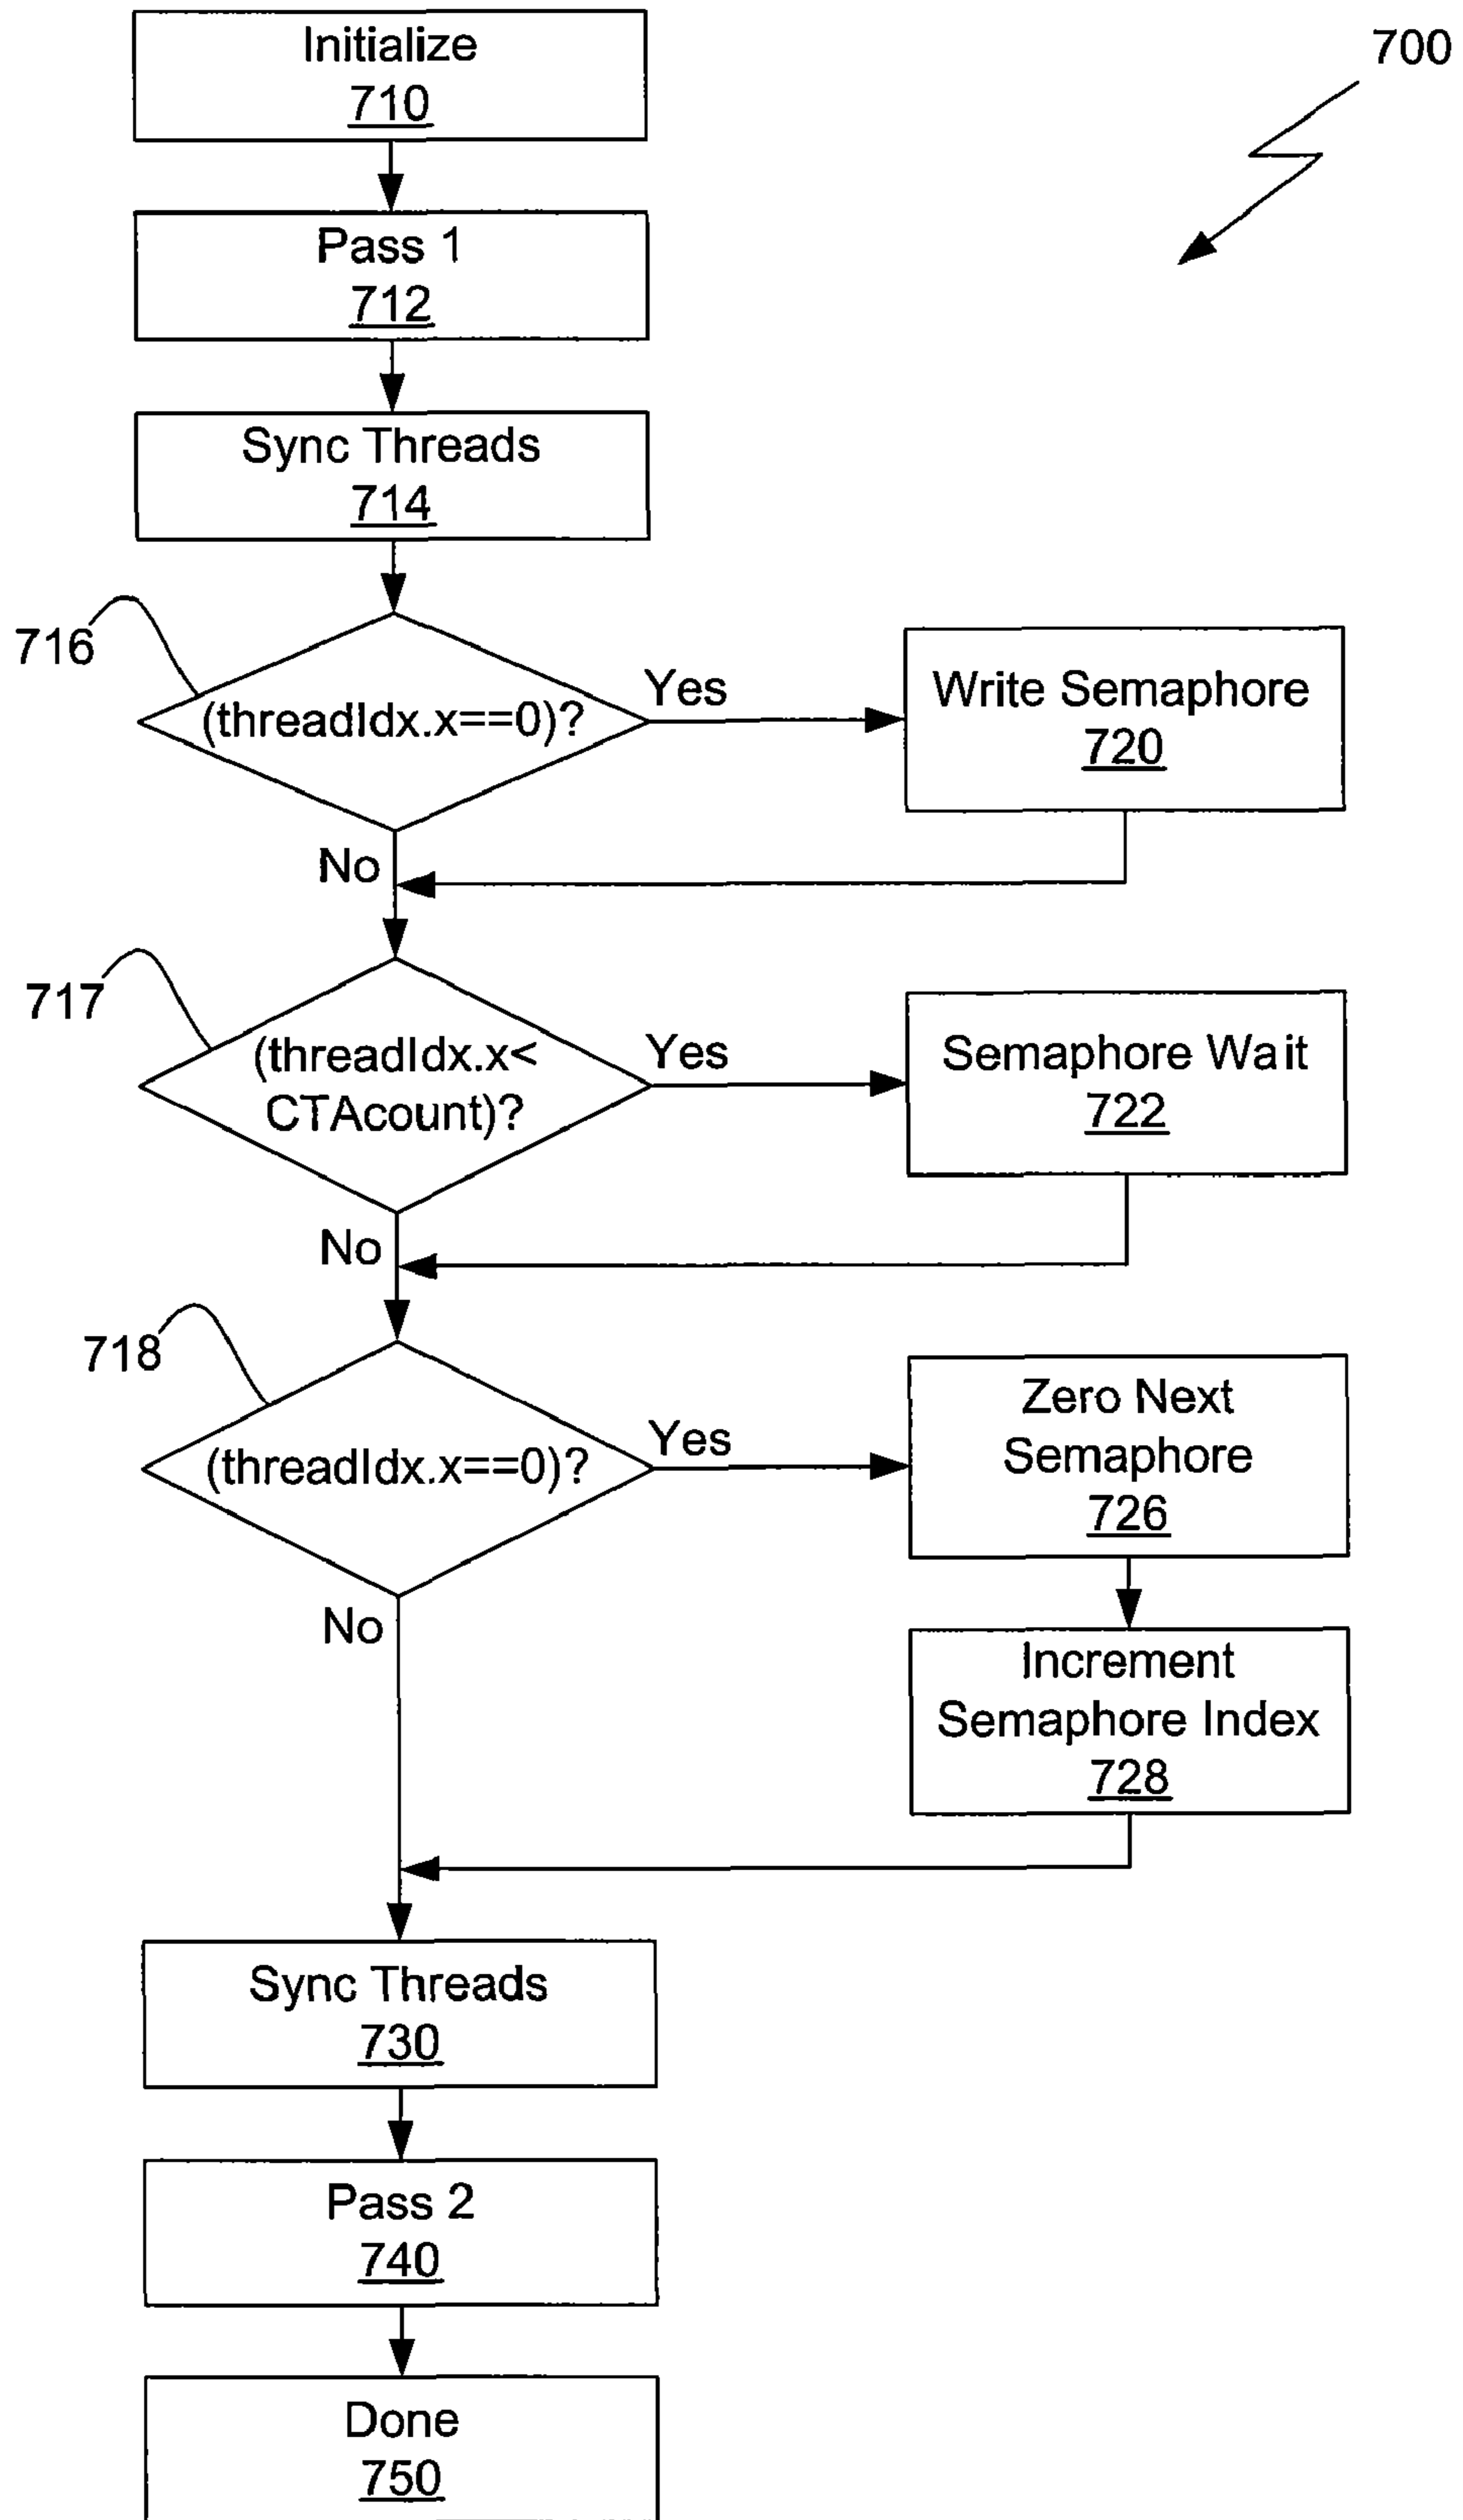 Initialize
710
700
Pass 1
712
Sync Threads
714
716
(threadIdx.x==0)?
Yes
Write Semaphore
720
No
717
(threadIdx.x<
CTAcount)?
Yes
Semaphore Wait
722
No
718
(threadIdx.x==0)?
Yes
Zero Next
Semaphore
726
No
Increment
Semaphore Index
728
Sync Threads
730
Pass 2
740
Done
750